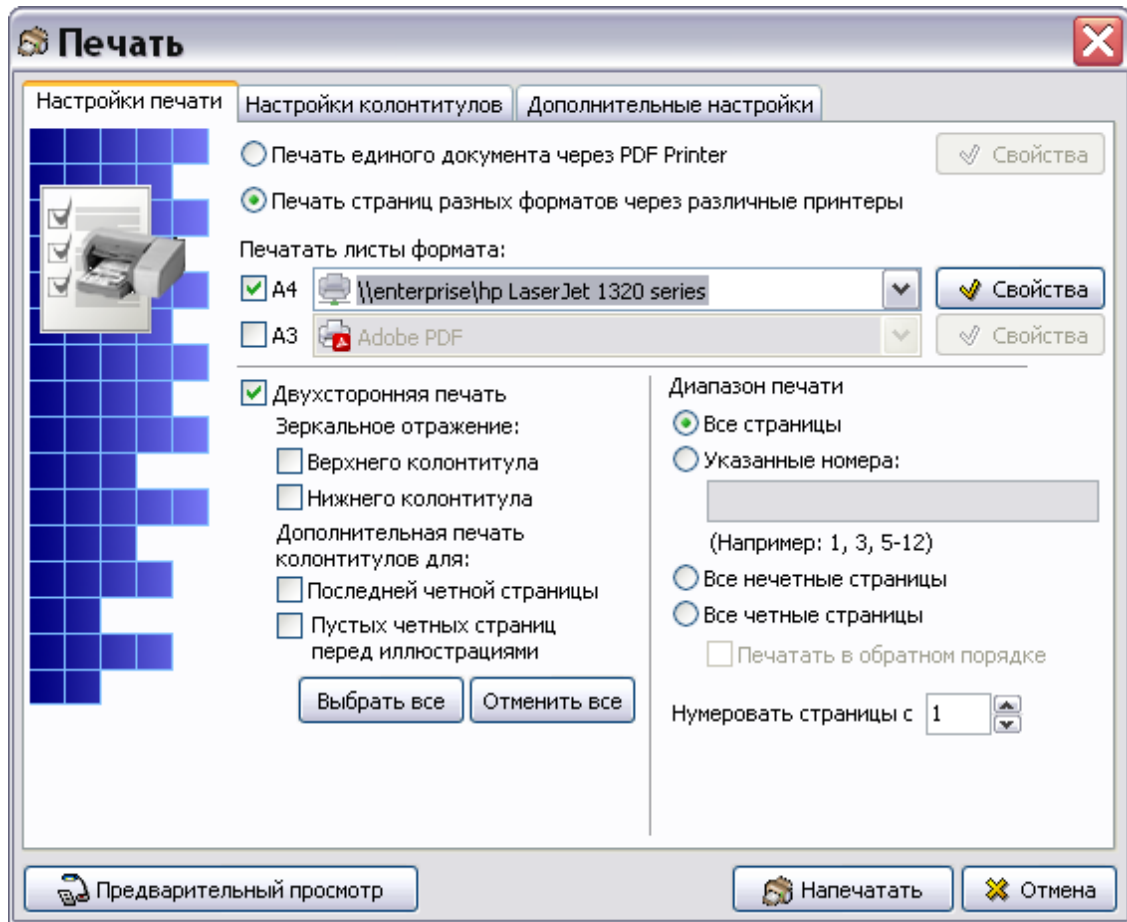 Печать
Настройки печати
Настройки колонтитулов
Дополнительные настройки
Печать единого документа через PDF Printer
Свойства
Печать страниц разных форматов через различные принтеры
Печатать листы формата:
A4
\\enterprise\hp LaserJet 1320 series
Свойства
A3
Adobe PDF
Свойства
Двухсторонняя печать
Зеркальное отражение:
Верхнего колонтитула
Нижнего колонтитула
Дополнительная печать
колонтитулов для:
Последней четной страницы
Пустых четных страниц
перед иллюстрациями
Выбрать все
Отменить все
Диапазон печати
Все страницы
Указанные номера:
(Например: 1, 3, 5-12)
Все нечетные страницы
Все четные страницы
Печатать в обратном порядке
Нумеровать страницы с 1
Предварительный просмотр
Напечатать
Отмена